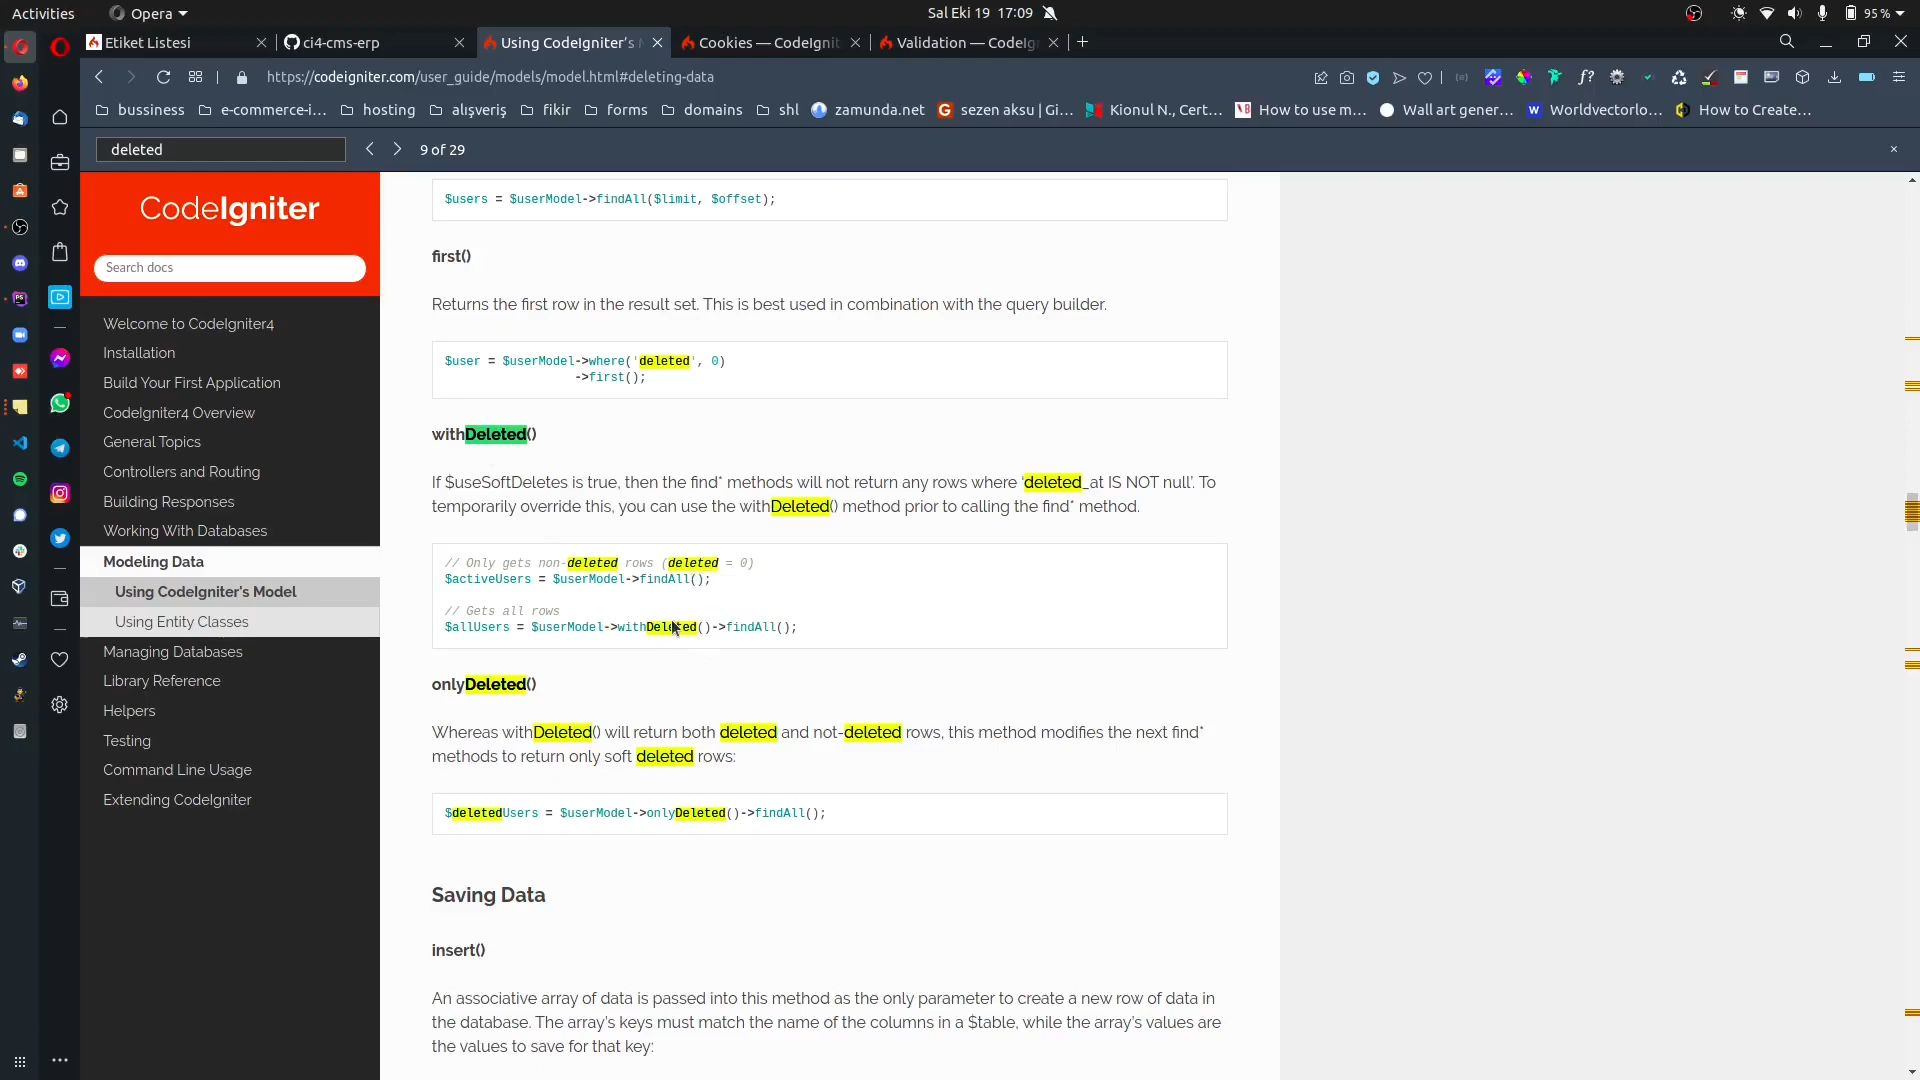 Activities
Opera
Sal Eki 19 17:09
95 %
Etiket Listesi
ci4-cms-erp
Using CodeIgniter's M
Cookies — CodeIgnit
Validation — CodeIg
https://codeigniter.com/user_guide/models/model.html#deleting-data
f?
bussiness
e-commerce-i...
hosting
alışveriş
fikir
forms
domains
shl
zamunda.net
sezen aksu | Gi...
Kionul N., Cert...
How to use m...
Wall art gener...
Worldvectorlo...
How to Create...
deleted
9 of 29
CodeIgniter
Search docs
Welcome to CodeIgniter4
Installation
Build Your First Application
CodeIgniter4 Overview
General Topics
Controllers and Routing
Building Responses
Working With Databases
Modeling Data
Using CodeIgniter's Model
Using Entity Classes
Managing Databases
Library Reference
Helpers
Testing
Command Line Usage
Extending CodeIgniter
$users = $userModel->findAll($limit, $offset);
first()
Returns the first row in the result set. This is best used in combination with the query builder.
$user = $userModel->where('deleted', 0)
->first();
withDeleted()
If $useSoftDeletes is true, then the find* methods will not return any rows where 'deleted_at IS NOT null'. To
temporarily override this, you can use the withDeleted() method prior to calling the find* method.
// Only gets non-deleted rows (deleted = 0)
$activeUsers = $userModel->findAll();
// Gets all rows
$allUsers = $userModel->withDeleted()->findAll();
onlyDeleted()
Whereas withDeleted() will return both deleted and not-deleted rows, this method modifies the next find*
methods to return only soft deleted rows:
$deletedUsers = $userModel->onlyDeleted()->findAll();
Saving Data
insert()
An associative array of data is passed into this method as the only parameter to create a new row of data in
the database. The array's keys must match the name of the columns in a $table, while the array's values are
the values to save for that key: